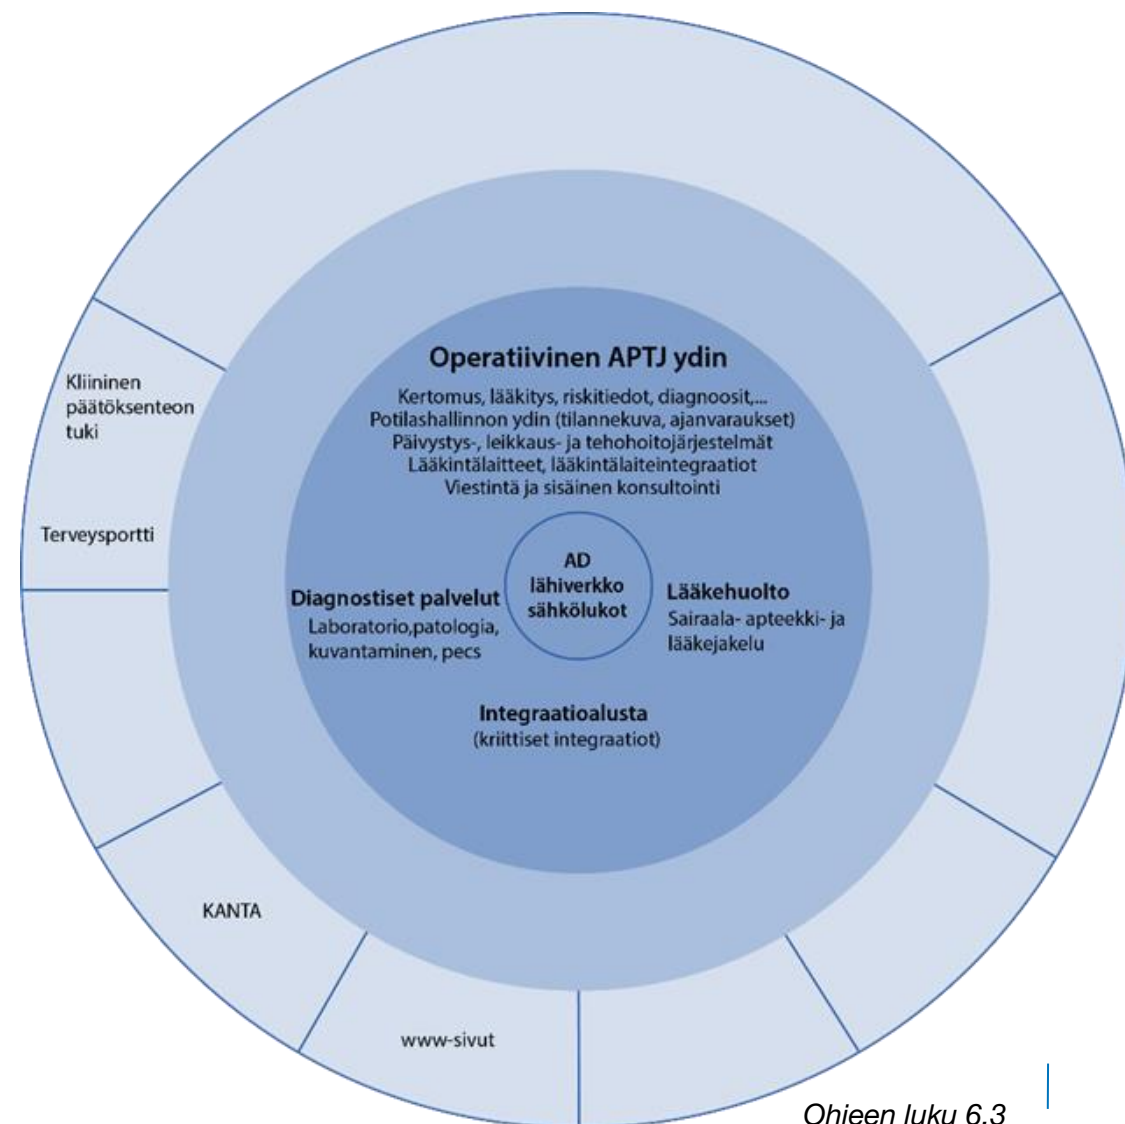 Operatiivinen APTJ ydin
Kertomus, lääkitys, riskitiedot, diagnoosit,...
Potilashallinnon ydin (tilannekuva, ajanvaraukset)
Päivystys-, leikkaus- ja tehohoitojärjestelmät
Lääkintälaitteet, lääkintälaiteintegraatiot
Viestintä ja sisäinen konsultointi
Kliininen
päätöksenteon
tuki
Terveysportti
AD
lähiverkko
sähkölukot
Diagnostiset palvelut
Laboratorio,patologia,
kuvantaminen, pecs
Lääkehuolto
Sairaala- apteekki- ja
lääkejakelu
Integraatioalusta
(kriittiset integraatiot)
KANTA
www-sivut
Ohjeen luku 6.3